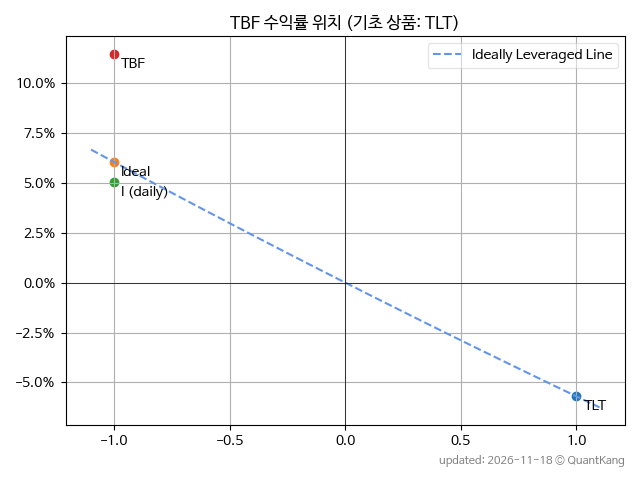 TBF 수익률 위치 (기초 상품: TLT)
Ideally Leveraged Line
10.0%
7.5%
5.0%
2.5%
0.0%
−2.5%
−5.0%
TBF
Ideal
I (daily)
TLT
−1.0 −0.5 0.0 0.5 1.0
updated: 2026-11-18 © QuantKang